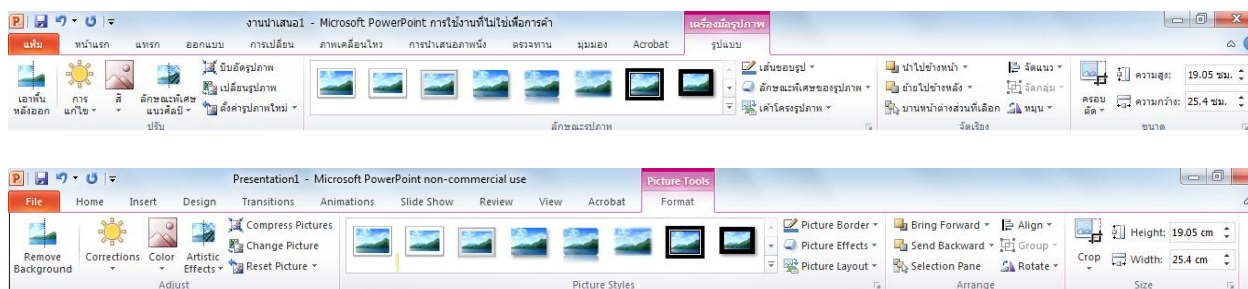 งานนำเสนอ1 - Microsoft PowerPoint การใช้งานที่ไม่ใช่เพื่อการค้า เครื่องมือรูปภาพ
แฟ้ม หน้าแรก แทรก ออกแบบ การเปลี่ยน ภาพเคลื่อนไหว การนำเสนอภาพนิ่ง ตรวจทาน มุมมอง Acrobat รูปแบบ
เอาพื้นหลังออก การแก้ไข สี ลักษณะพิเศษแนวศิลป์
บีบอัดรูปภาพ
เปลี่ยนรูปภาพ
ตั้งค่ารูปภาพใหม่
เส้นขอบรูป
ลักษณะพิเศษของรูปภาพ
เค้าโครงรูปภาพ
นำไปข้างหน้า จัดแนว
ย้ายไปข้างหลัง จัดกลุ่ม
บานหน้าต่างส่วนที่เลือก หมุน
ครอบตัด
ความสูง: 19.05 ซม.
ความกว้าง: 25.4 ซม.
ปรับ ลักษณะรูปภาพ จัดเรียง ขนาด
Presentation1 - Microsoft PowerPoint non-commercial use Picture Tools
File Home Insert Design Transitions Animations Slide Show Review View Acrobat Format
Remove Background Corrections Color Artistic Effects
Compress Pictures
Change Picture
Reset Picture
Picture Border
Picture Effects
Picture Layout
Bring Forward Align
Send Backward Group
Selection Pane Rotate
Crop
Height: 19.05 cm
Width: 25.4 cm
Adjust Picture Styles Arrange Size